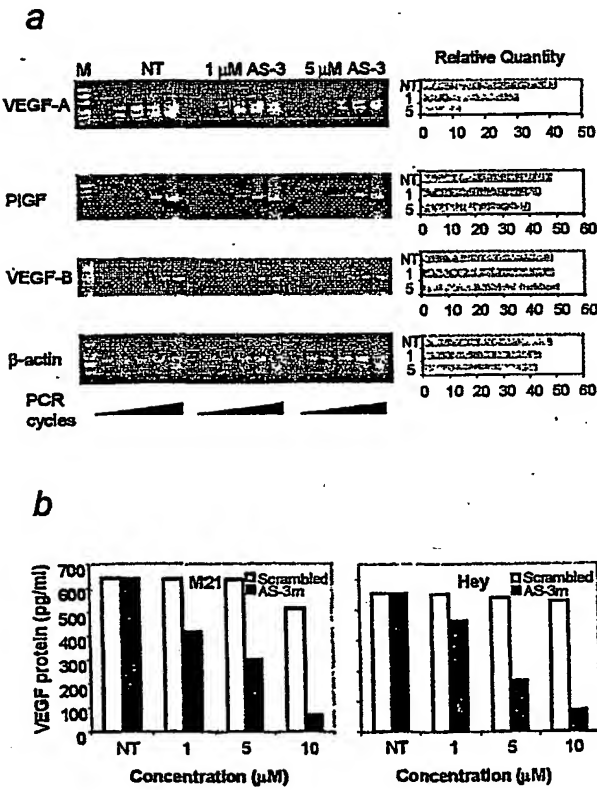 a
M NT 1 µM AS-3 5 µM AS-3 Relative Quantity
VEGF-A
NT
1
5
0 10 20 30 40 50
PlGF
NT
1
5
0 10 20 30 40 50 60
VEGF-B
NT
1
5
0 10 20 30 40 50 60
β-actin
NT
1
5
0 10 20 30 40 50 60
PCR
cycles
b
VEGF protein (pg/ml)
700
600
500
400
300
200
100
0
M21
Scrambled
AS-3m
NT 1 5 10
Concentration (µM)
Hey
Scrambled
AS-3m
NT 1 5 10
Concentration (µM)